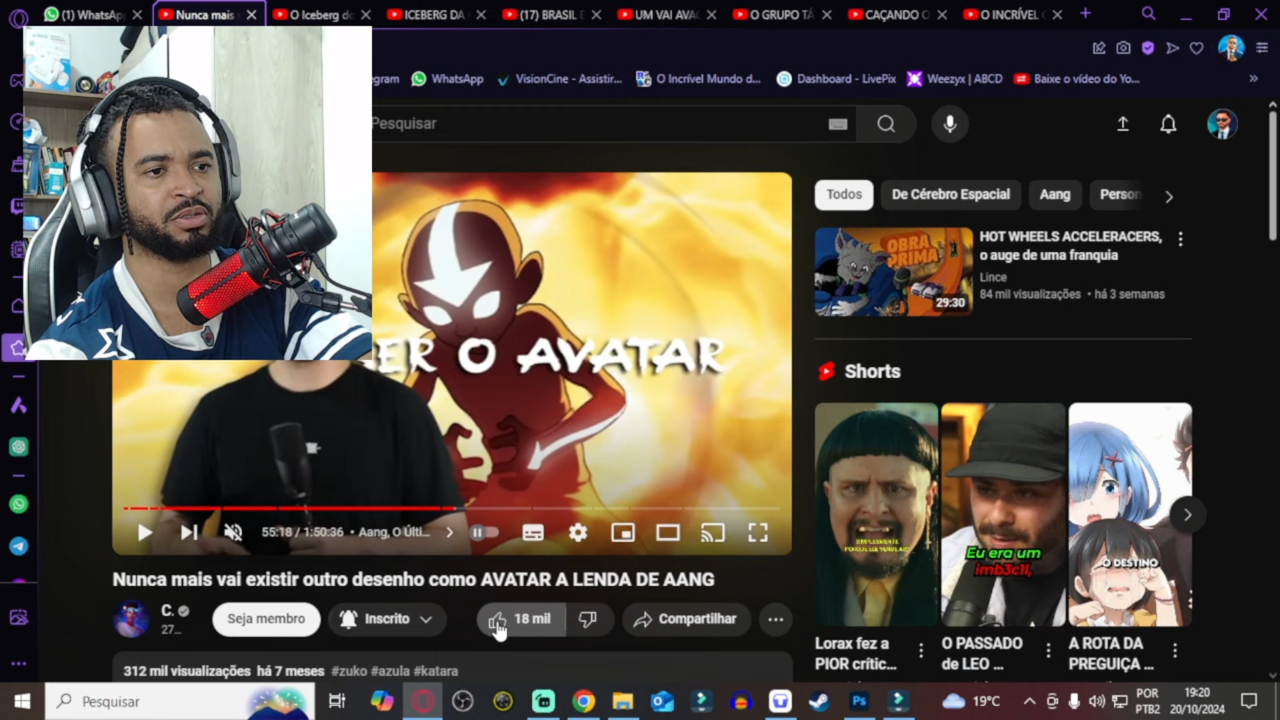 (1) WhatsAp
Nunca mais
O Iceberg do
ICEBERG DA
(17) BRASIL
UM VAI AVA
O GRUPO TÁ
CAÇANDO O
O INCRÍVEL
egram
WhatsApp
VisionCine - Assistir...
O Incrível Mundo d...
Dashboard - LivePix
Weezyx | ABCD
Baixe o vídeo do Yo...
»
Pesquisar
Todos
De Cérebro Espacial
Aang
Person
OBRA PRIMA
29:30
HOT WHEELS ACCELERACERS,
o auge de uma franquia
Lince
84 mil visualizações • há 3 semanas
ER O AVATAR
Shorts
55:18 / 1:50:36 • Aang, O Últi...
Eu era um
imb3c1l,
O DESTINO
Nunca mais vai existir outro desenho como AVATAR A LENDA DE AANG
C.
27...
Seja membro
Inscrito
18 mil
Compartilhar
Lorax fez a
PIOR crític...
O PASSADO
de LEO ...
A ROTA DA
PREGUIÇA ...
312 mil visualizações há 7 meses #zuko #azula #katara
Pesquisar
19°C
POR
PTB2
19:20
20/10/2024